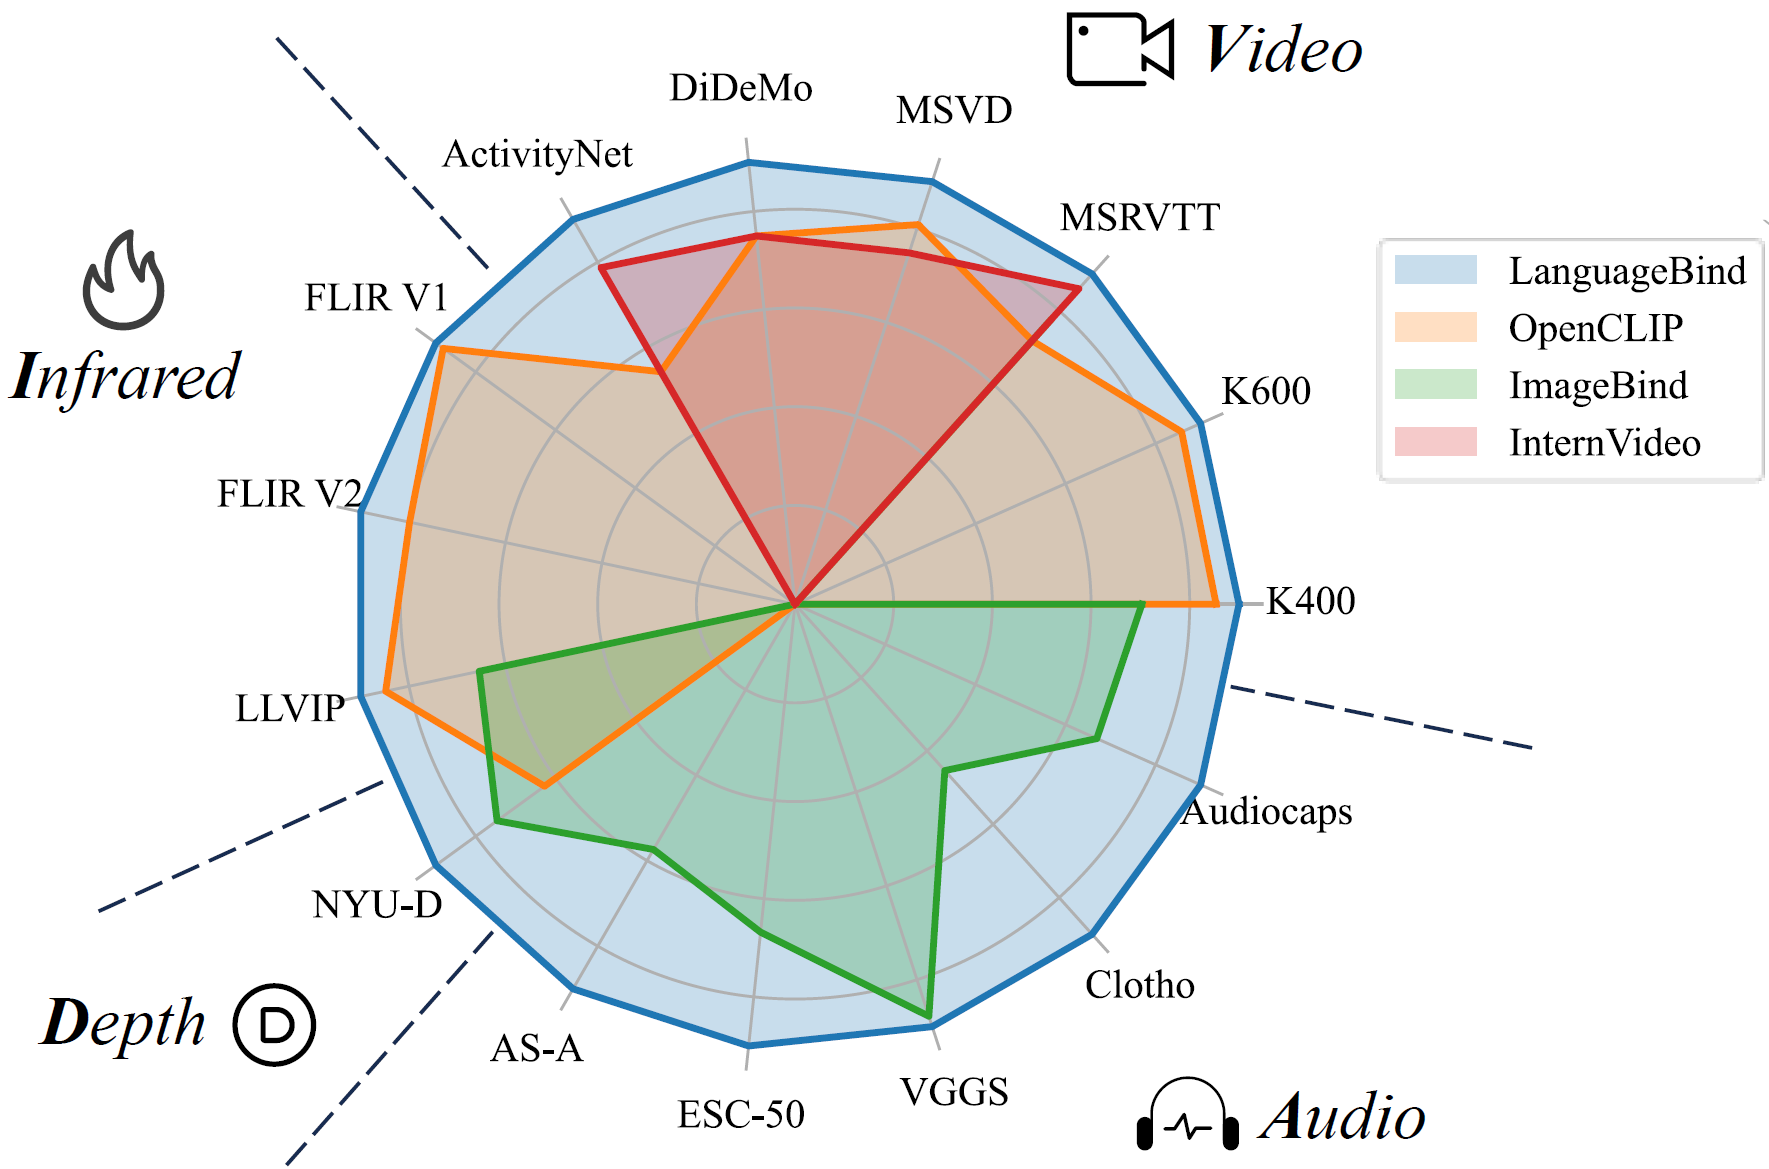 Video
DiDeMo
MSVD
ActivityNet
MSRVTT
FLIR V1
LanguageBind
OpenCLIP
ImageBind
InternVideo
Infrared
K600
FLIR V2
K400
LLVIP
Audiocaps
NYU-D
Clotho
Depth D
AS-A
VGGS
ESC-50
Audio